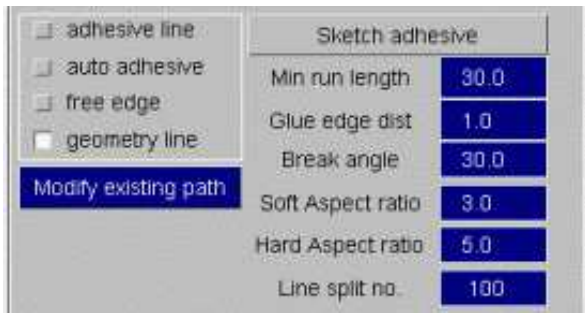 adhesive line
auto adhesive
free edge
geometry line
Modify existing path
Sketch adhesive
Min run length 30.0
Glue edge dist 1.0
Break angle 30.0
Soft Aspect ratio 3.0
Hard Aspect ratio 5.0
Line split no. 100